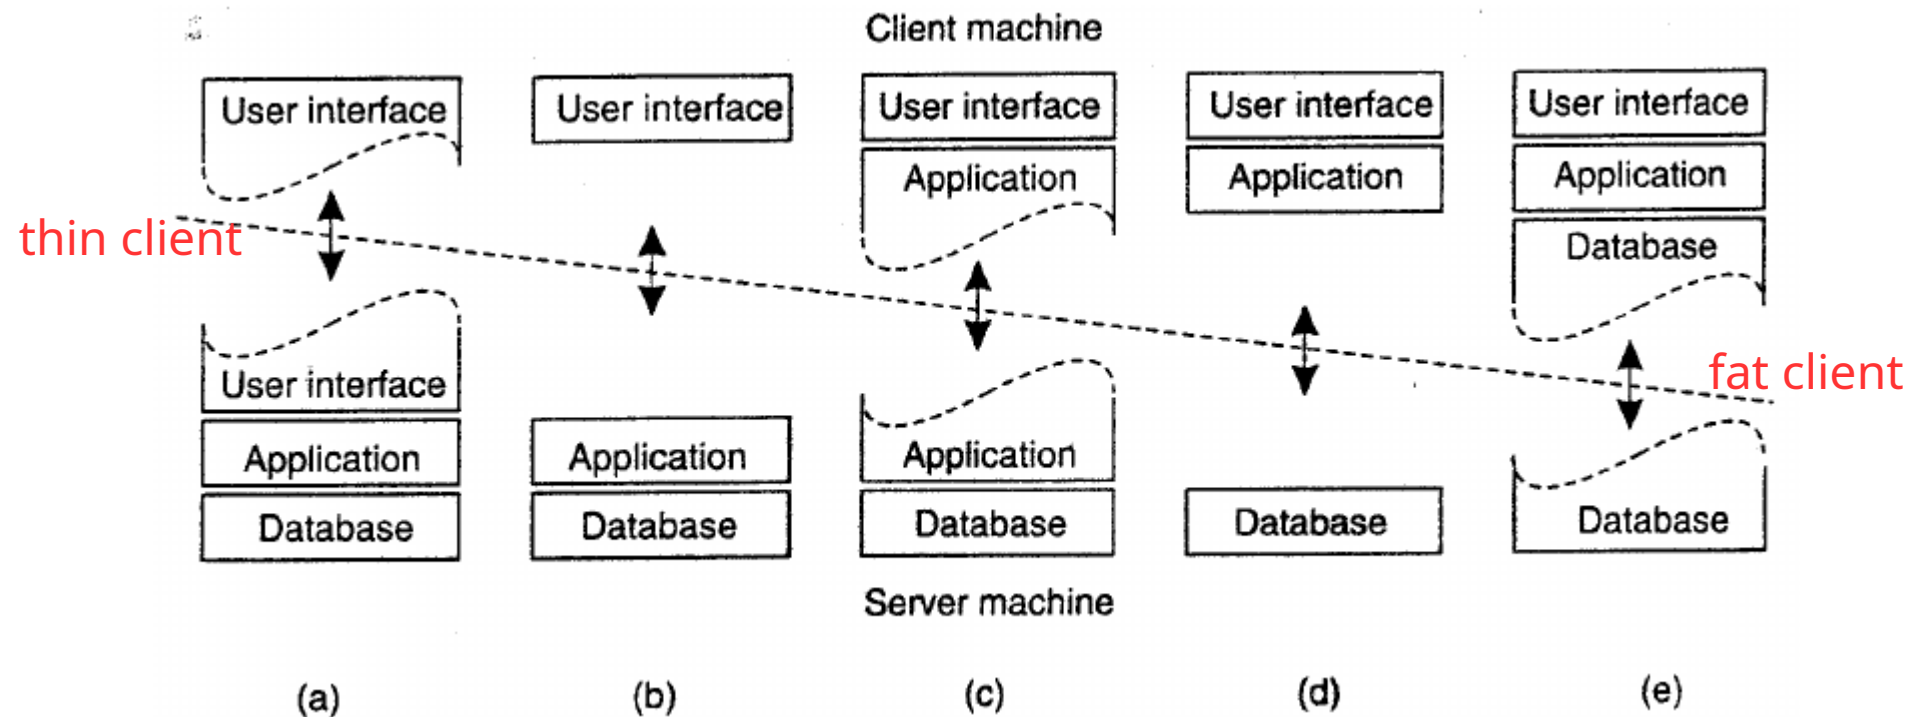 Client machine
User interface User interface User interface User interface User interface
Application Application Application
Database
thin client
fat client
User interface
Application Application Application
Database Database Database Database Database
Server machine
(a) (b) (c) (d) (e)